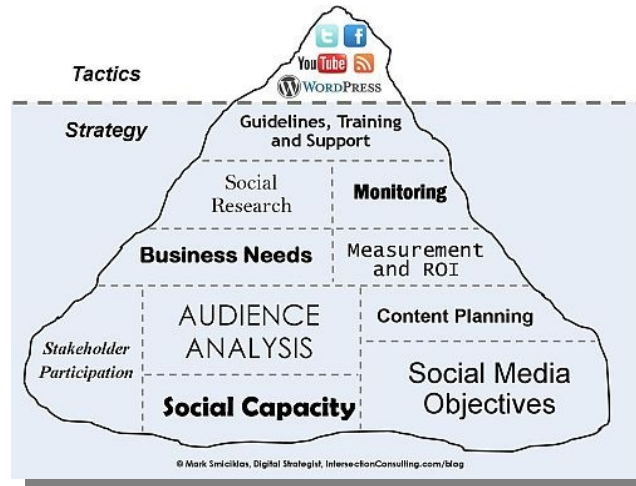 t f
You Tube
WORDPRESS
Tactics
Strategy
Guidelines, Training
and Support
Social
Research
Monitoring
Business Needs
Measurement
and ROI
Stakeholder
Participation
AUDIENCE
ANALYSIS
Content Planning
Social Capacity
Social Media
Objectives
© Mark Smiciklas, Digital Strategist, IntersectionConsulting.com/blog